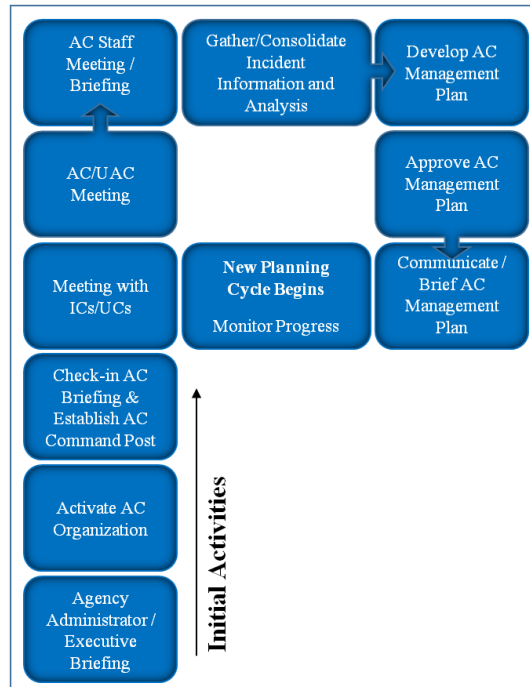 AC Staff
Meeting /
Briefing
Gather/Consolidate
Incident
Information and
Analysis
Develop AC
Management
Plan
AC/UAC
Meeting
Approve AC
Management
Plan
Meeting with
ICs/UCs
New Planning
Cycle Begins
Monitor Progress
Communicate /
Brief AC
Management
Plan
Check-in AC
Briefing &
Establish AC
Command Post
Activate AC
Organization
Agency
Administrator /
Executive
Briefing
Initial Activities